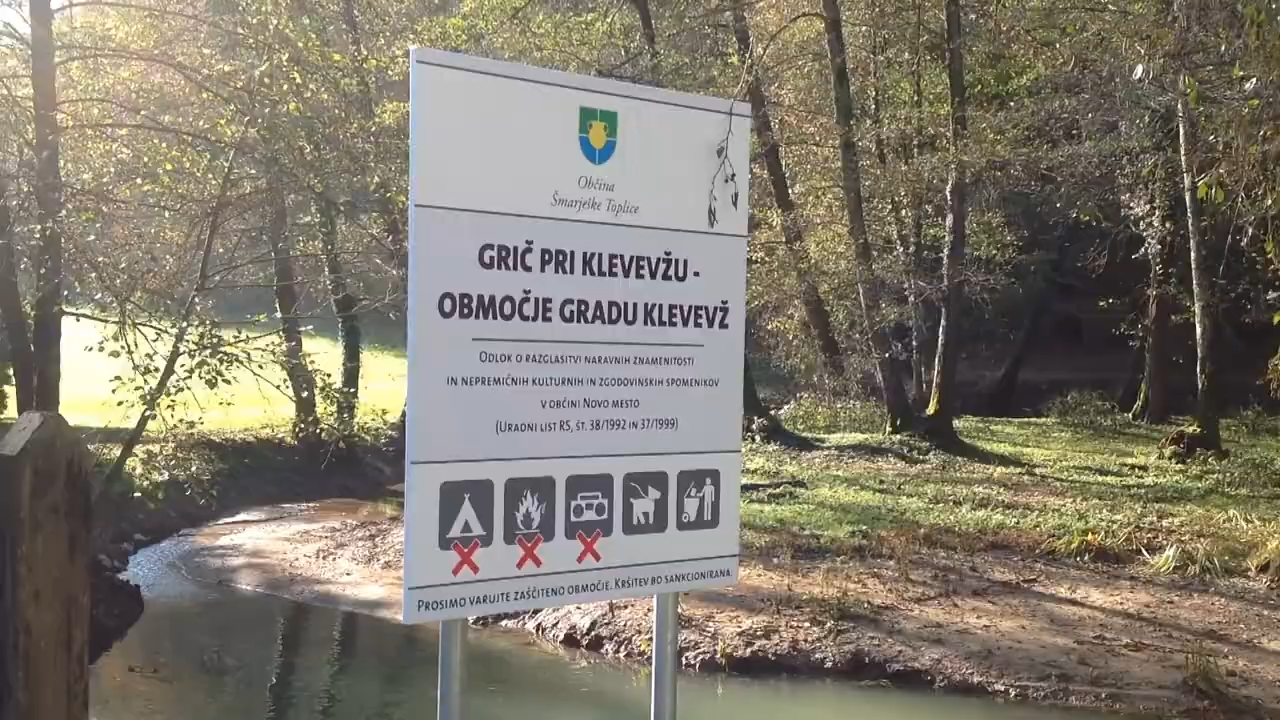 Občina
Šmarješke Toplice
GRIČ PRI KLEVEVŽU -
OBMOČJE GRADU KLEVEVŽ
ODLOK O RAZGLASITVI NARAVNIH ZNAMENITOSTI
IN NEPREMIČNIH KULTURNIH IN ZGODOVINSKIH SPOMENIKOV
V OBČINI NOVO MESTO
(URADNI LIST RS, ŠT. 38/1992 IN 37/1999)
PROSIMO VARUJTE ZAŠČITENO OBMOČJE. KRŠITEV BO SANKCIONIRANA.